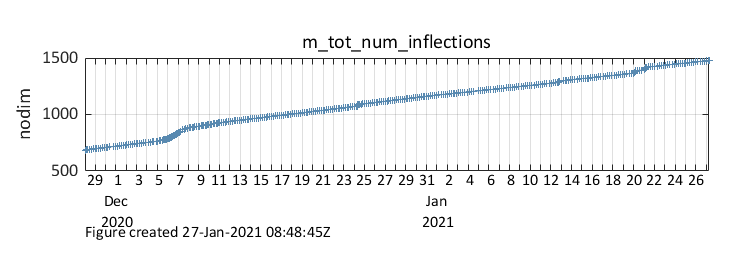 m_tot_num_inflections
nodim
1500
1000
500
29 1 3 5 7 9 11 13 15 17 19 21 23 25 27 29 31 2 4 6 8 9 10 12 14 16 18 20 22 24 26
Dec Jan
2020 2021
Figure created 27-Jan-2021 08:48:45Z